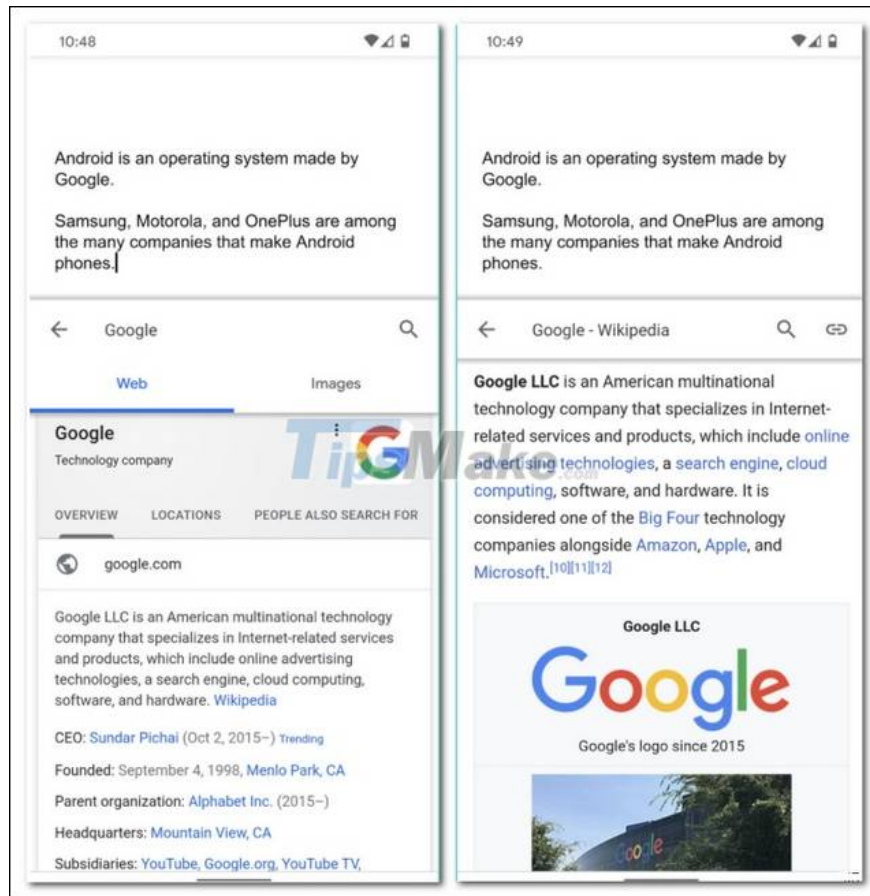 10:48
Android is an operating system made by
Google.
Samsung, Motorola, and OnePlus are among
the many companies that make Android
phones.
Google
Web Images
Google
Technology company
OVERVIEW LOCATIONS PEOPLE ALSO SEARCH FOR
google.com
Google LLC is an American multinational technology
company that specializes in Internet-related services
and products, which include online advertising
technologies, a search engine, cloud computing,
software, and hardware. Wikipedia
CEO: Sundar Pichai (Oct 2, 2015–) Trending
Founded: September 4, 1998, Menlo Park, CA
Parent organization: Alphabet Inc. (2015–)
Headquarters: Mountain View, CA
Subsidiaries: YouTube, Google.org, YouTube TV,
10:49
Android is an operating system made by
Google.
Samsung, Motorola, and OnePlus are among
the many companies that make Android
phones.
Google - Wikipedia
Google LLC is an American multinational
technology company that specializes in Internet-
related services and products, which include online
advertising technologies, a search engine, cloud
computing, software, and hardware. It is
considered one of the Big Four technology
companies alongside Amazon, Apple, and
Microsoft.[10][11][12]
Google LLC
Google
Google's logo since 2015
Google
TipsMake.com